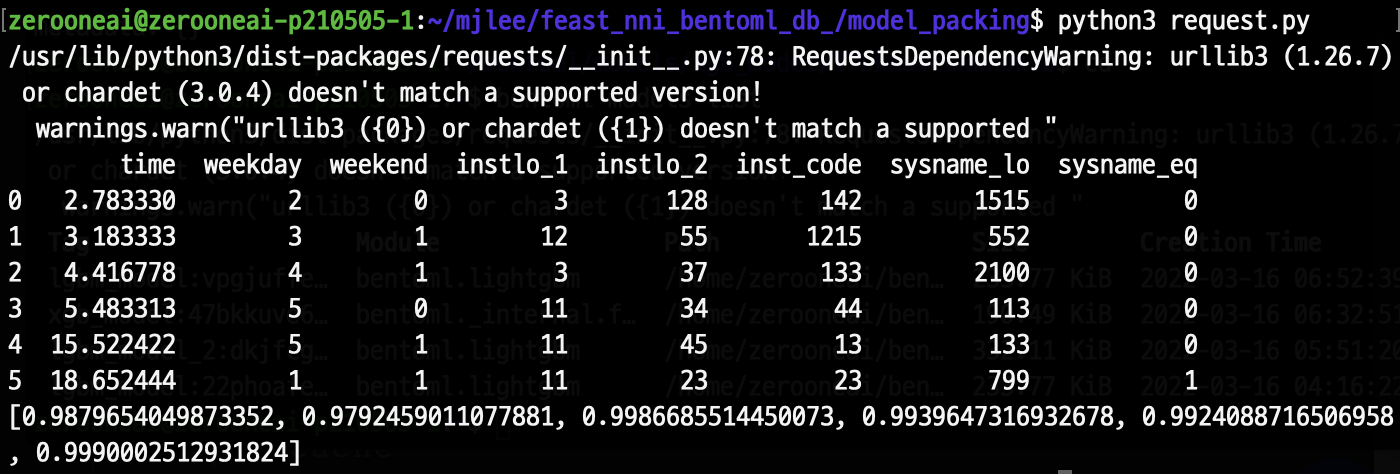 [zerooneai@zerooneai-p210505-1:~/mjlee/feast_nni_bentoml_db_/model_packing$ python3 request.py
/usr/lib/python3/dist-packages/requests/__init__.py:78: RequestsDependencyWarning: urllib3 (1.26.7)
 or chardet (3.0.4) doesn't match a supported version!
  warnings.warn("urllib3 ({0}) or chardet ({1}) doesn't match a supported "
        time  weekday  weekend  instlo_1  instlo_2  inst_code  sysname_lo  sysname_eq
0   2.783330        2        0         3       128        142        1515           0
1   3.183333        3        1        12        55       1215         552           0
2   4.416778        4        1         3        37        133        2100           0
3   5.483313        5        0        11        34         44         113           0
4  15.522422        5        1        11        45         13         133           0
5  18.652444        1        1        11        23         23         799           1
[0.9879654049873352, 0.9792459011077881, 0.9986685514450073, 0.9939647316932678, 0.9924088716506958
, 0.9990002512931824]